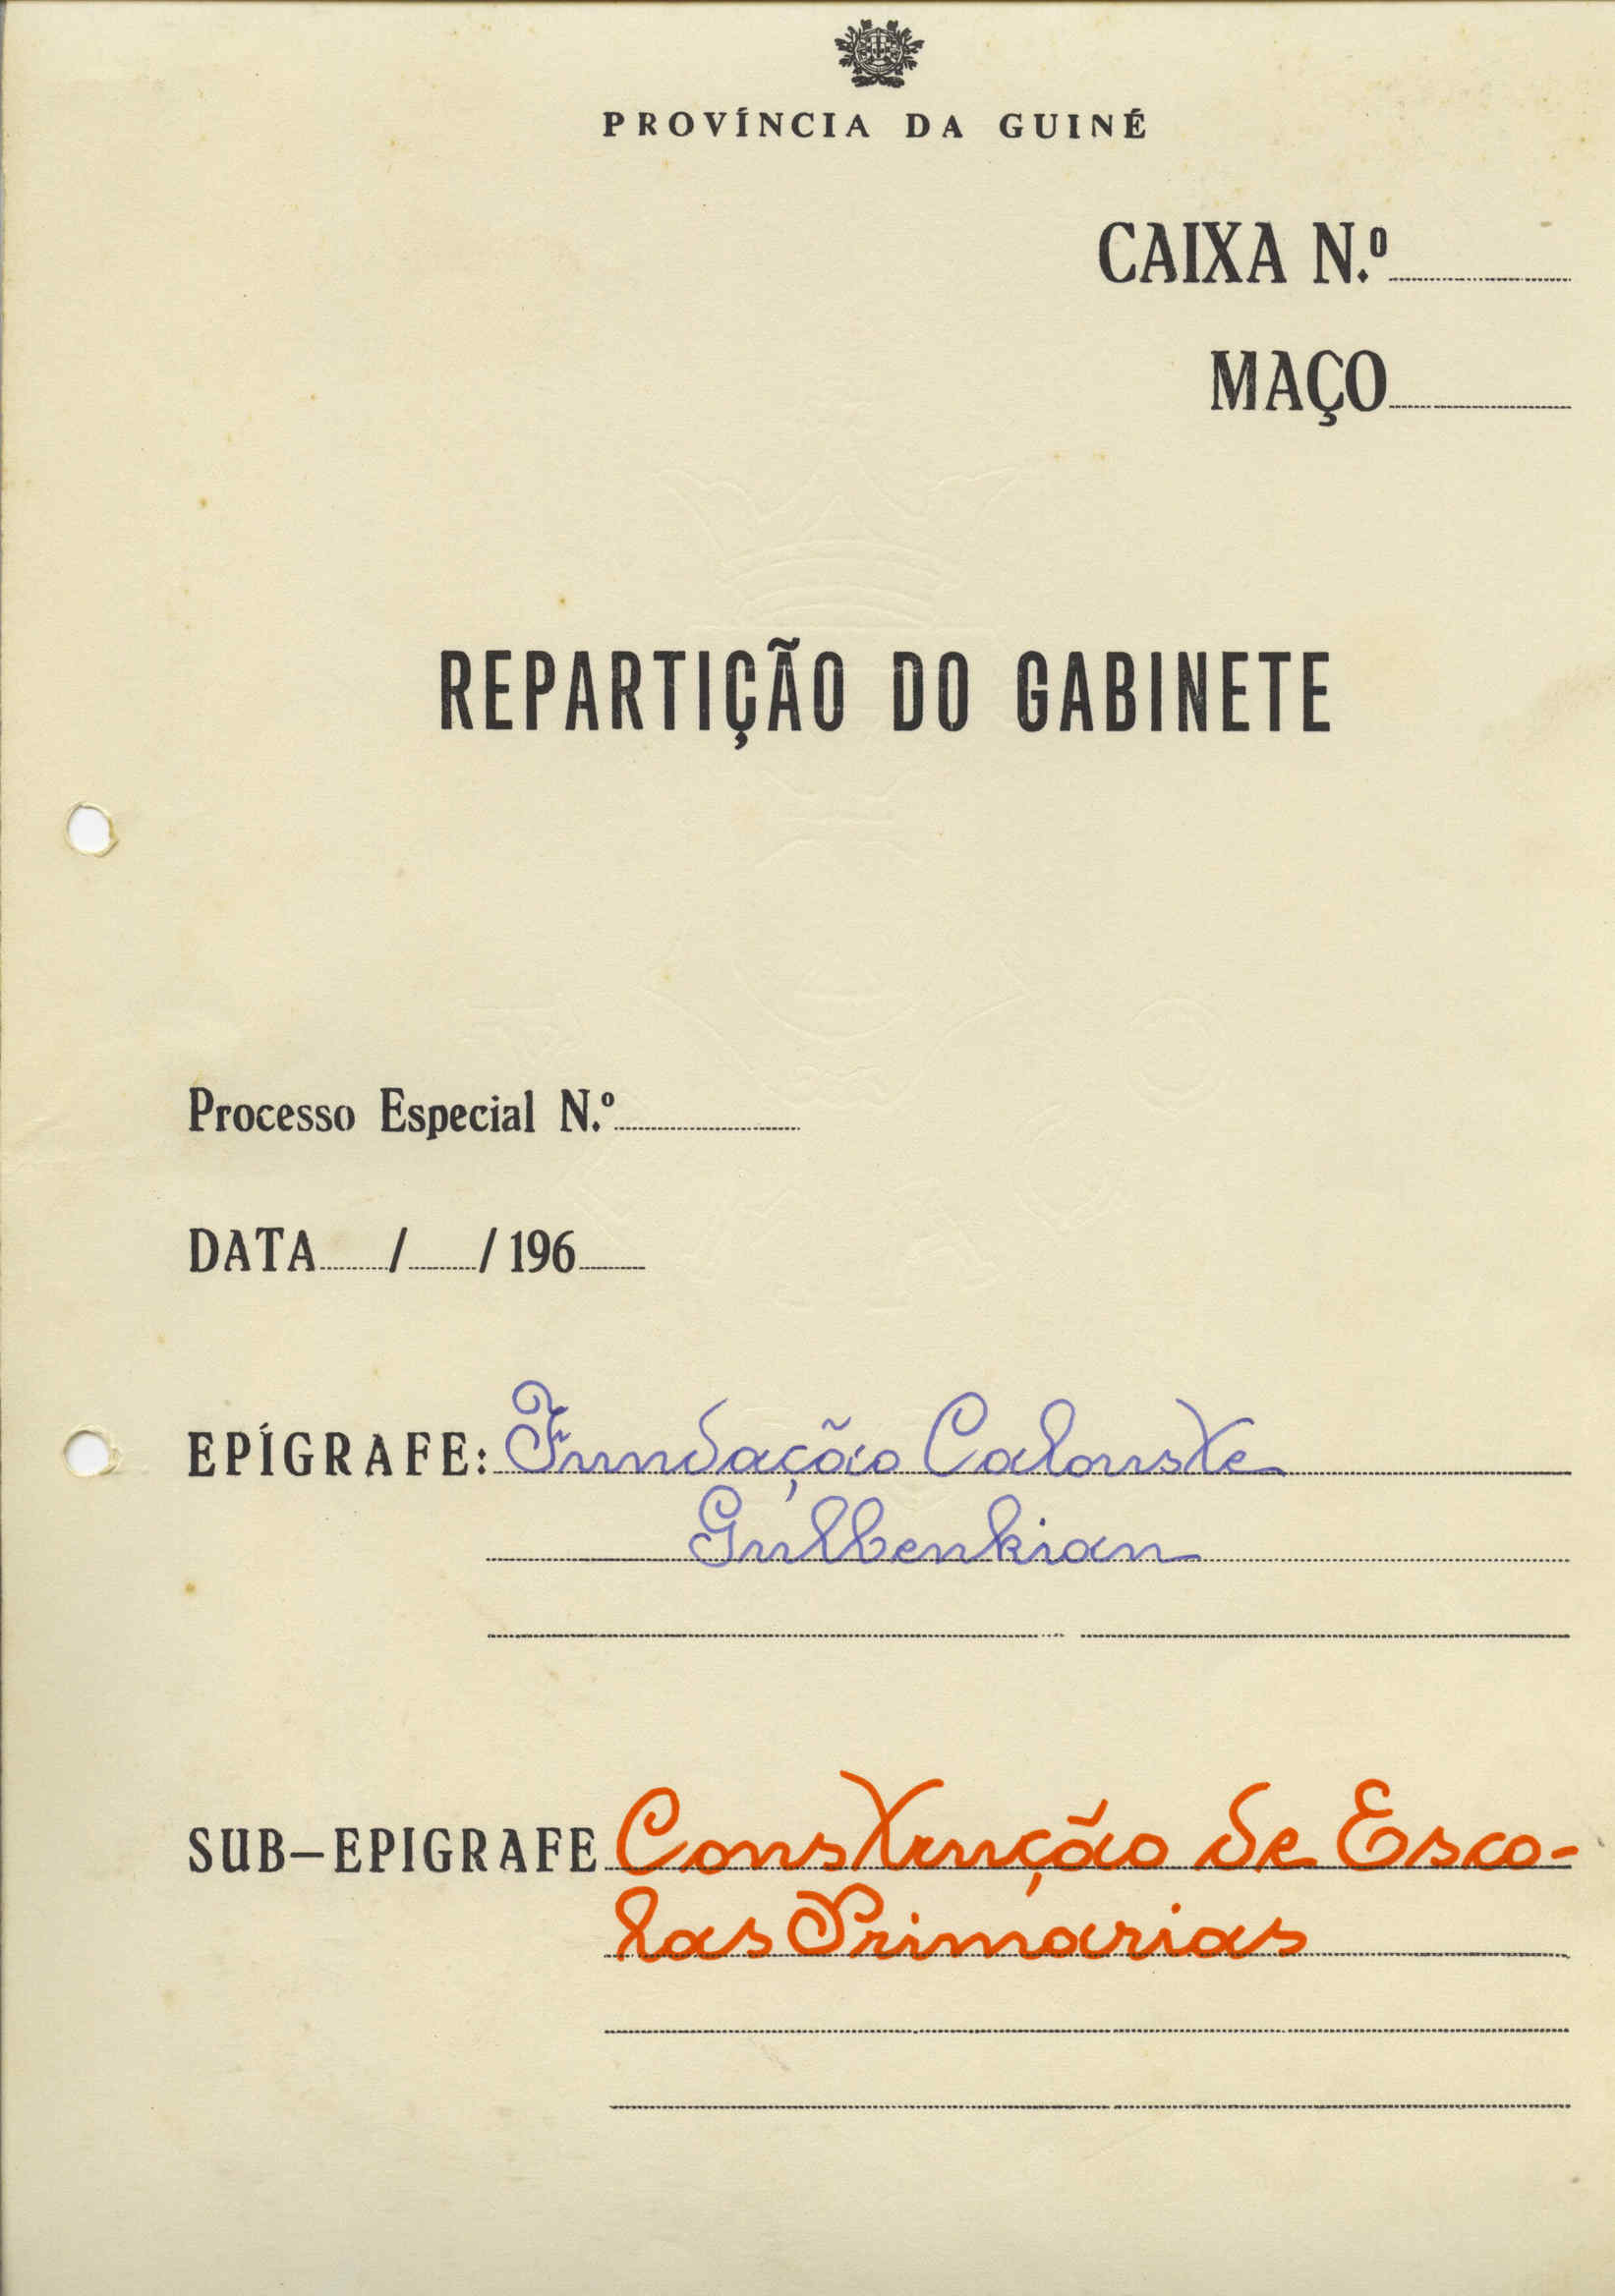 PROVÍNCIA DA GUINÉ
CAIXA N.º
MAÇO
REPARTIÇÃO DO GABINETE
Processo Especial N.º
DATA / / 196
EPÍGRAFE: Fundação Calouste
Gulbenkian
SUB-EPIGRAFE Construção de Esco-
las Primarias